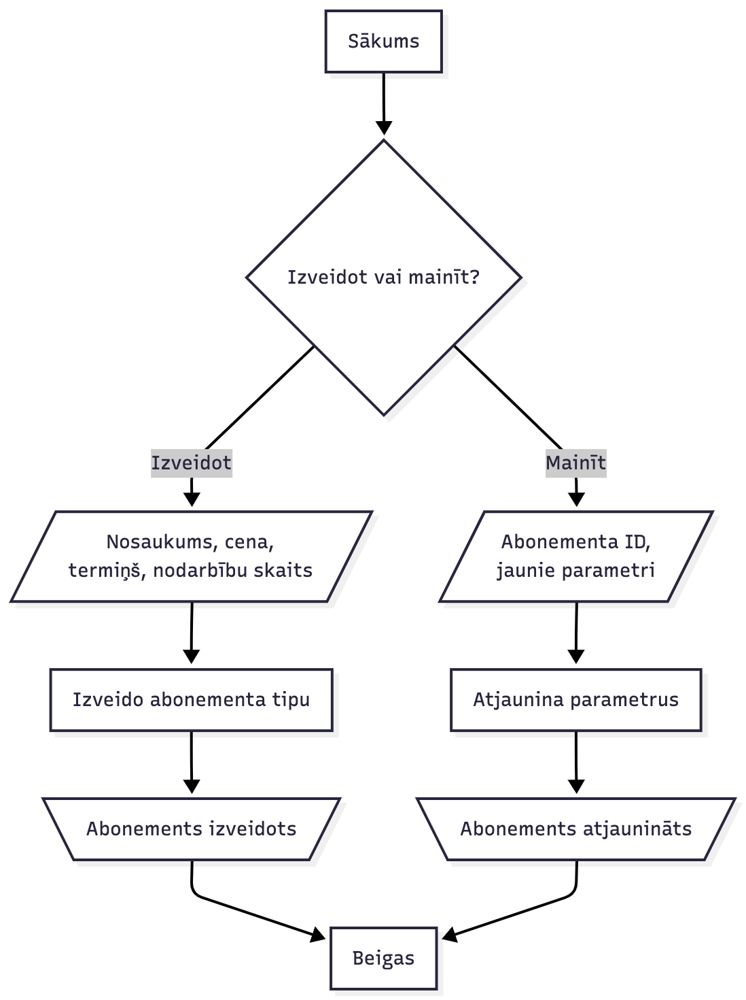 Sākums
Izveidot vai mainīt?
Izveidot
Mainīt
Nosaukums, cena,
termiņš, nodarbību skaits
Abonementa ID,
jaunie parametri
Izveido abonementa tipu
Atjaunina parametrus
Abonements izveidots
Abonements atjaunināts
Beigas